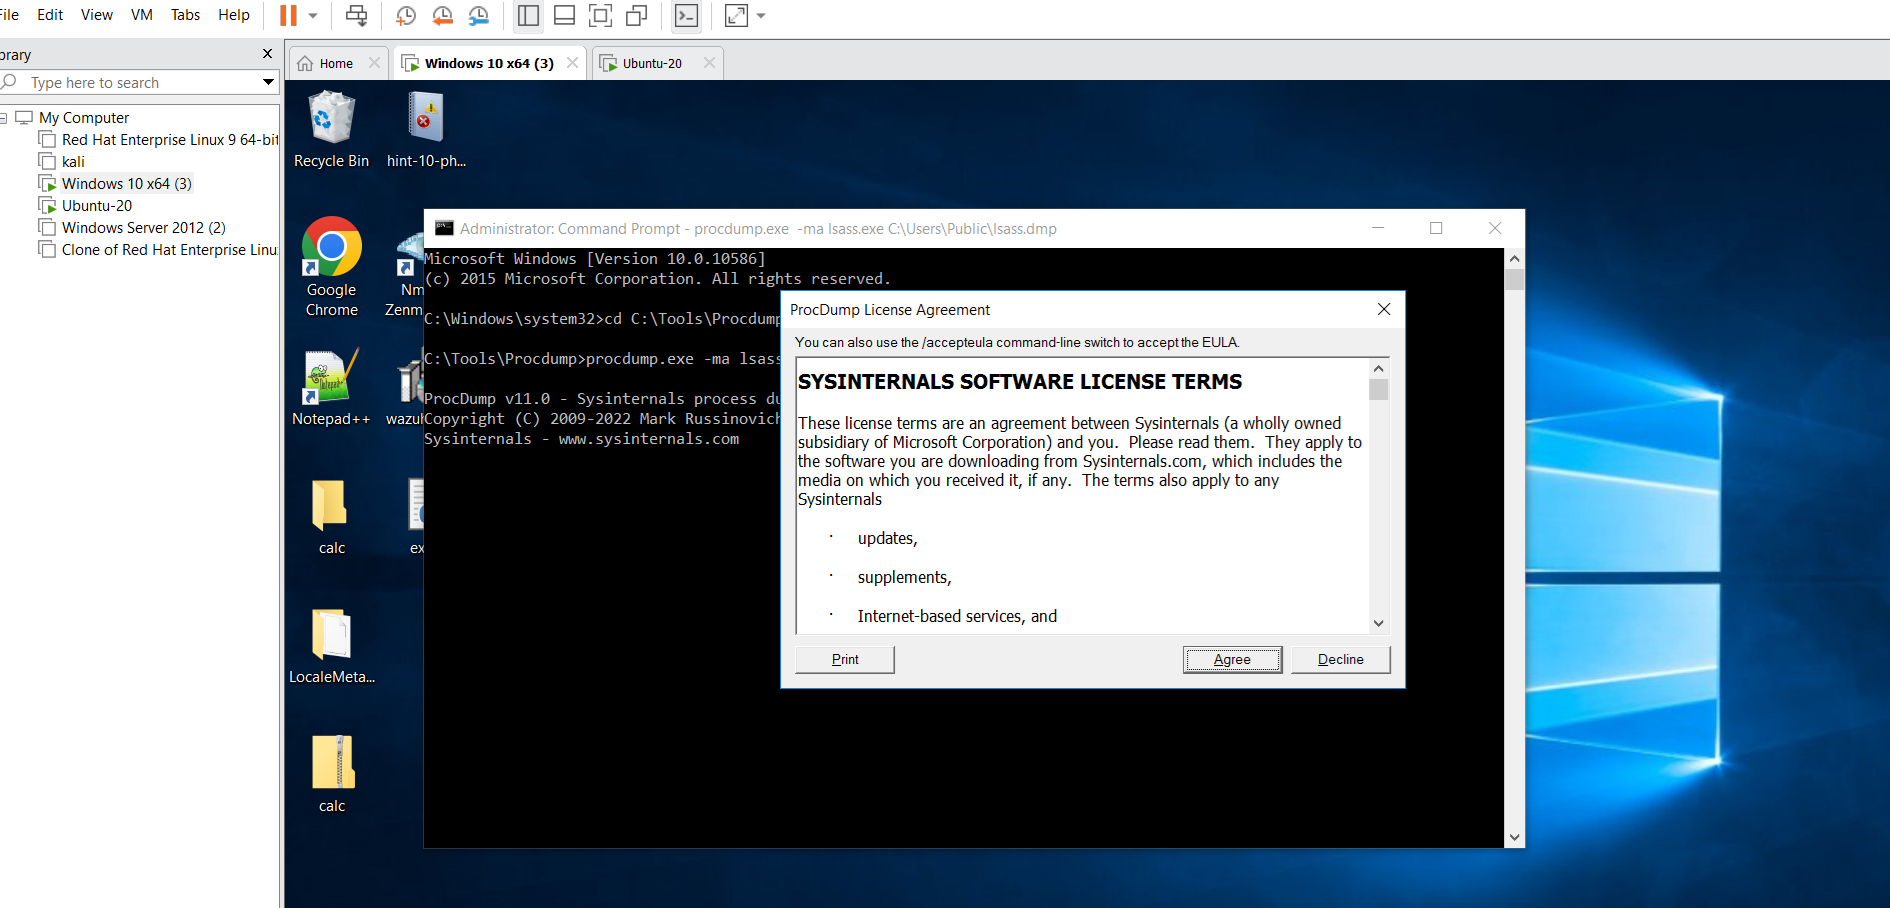 File Edit View VM Tabs Help
brary
Type here to search
My Computer
Red Hat Enterprise Linux 9 64-bit
kali
Windows 10 x64 (3)
Ubuntu-20
Windows Server 2012 (2)
Clone of Red Hat Enterprise Linu
Home
Windows 10 x64 (3)
Ubuntu-20
Recycle Bin
hint-10-ph...
Google
Chrome
Nm
Zenm
Notepad++
wazuh
calc
ex
LocaleMeta...
calc
Administrator: Command Prompt - procdump.exe -ma lsass.exe C:\Users\Public\lsass.dmp
Microsoft Windows [Version 10.0.10586]
(c) 2015 Microsoft Corporation. All rights reserved.
C:\Windows\system32>cd C:\Tools\Procdump
C:\Tools\Procdump>procdump.exe -ma lsass
ProcDump v11.0 - Sysinternals process du
Copyright (C) 2009-2022 Mark Russinovich
Sysinternals - www.sysinternals.com
ProcDump License Agreement
You can also use the /accepteula command-line switch to accept the EULA.
SYSINTERNALS SOFTWARE LICENSE TERMS
These license terms are an agreement between Sysinternals (a wholly owned
subsidiary of Microsoft Corporation) and you. Please read them. They apply to
the software you are downloading from Sysinternals.com, which includes the
media on which you received it, if any. The terms also apply to any
Sysinternals
· updates,
· supplements,
· Internet-based services, and
Print
Agree
Decline